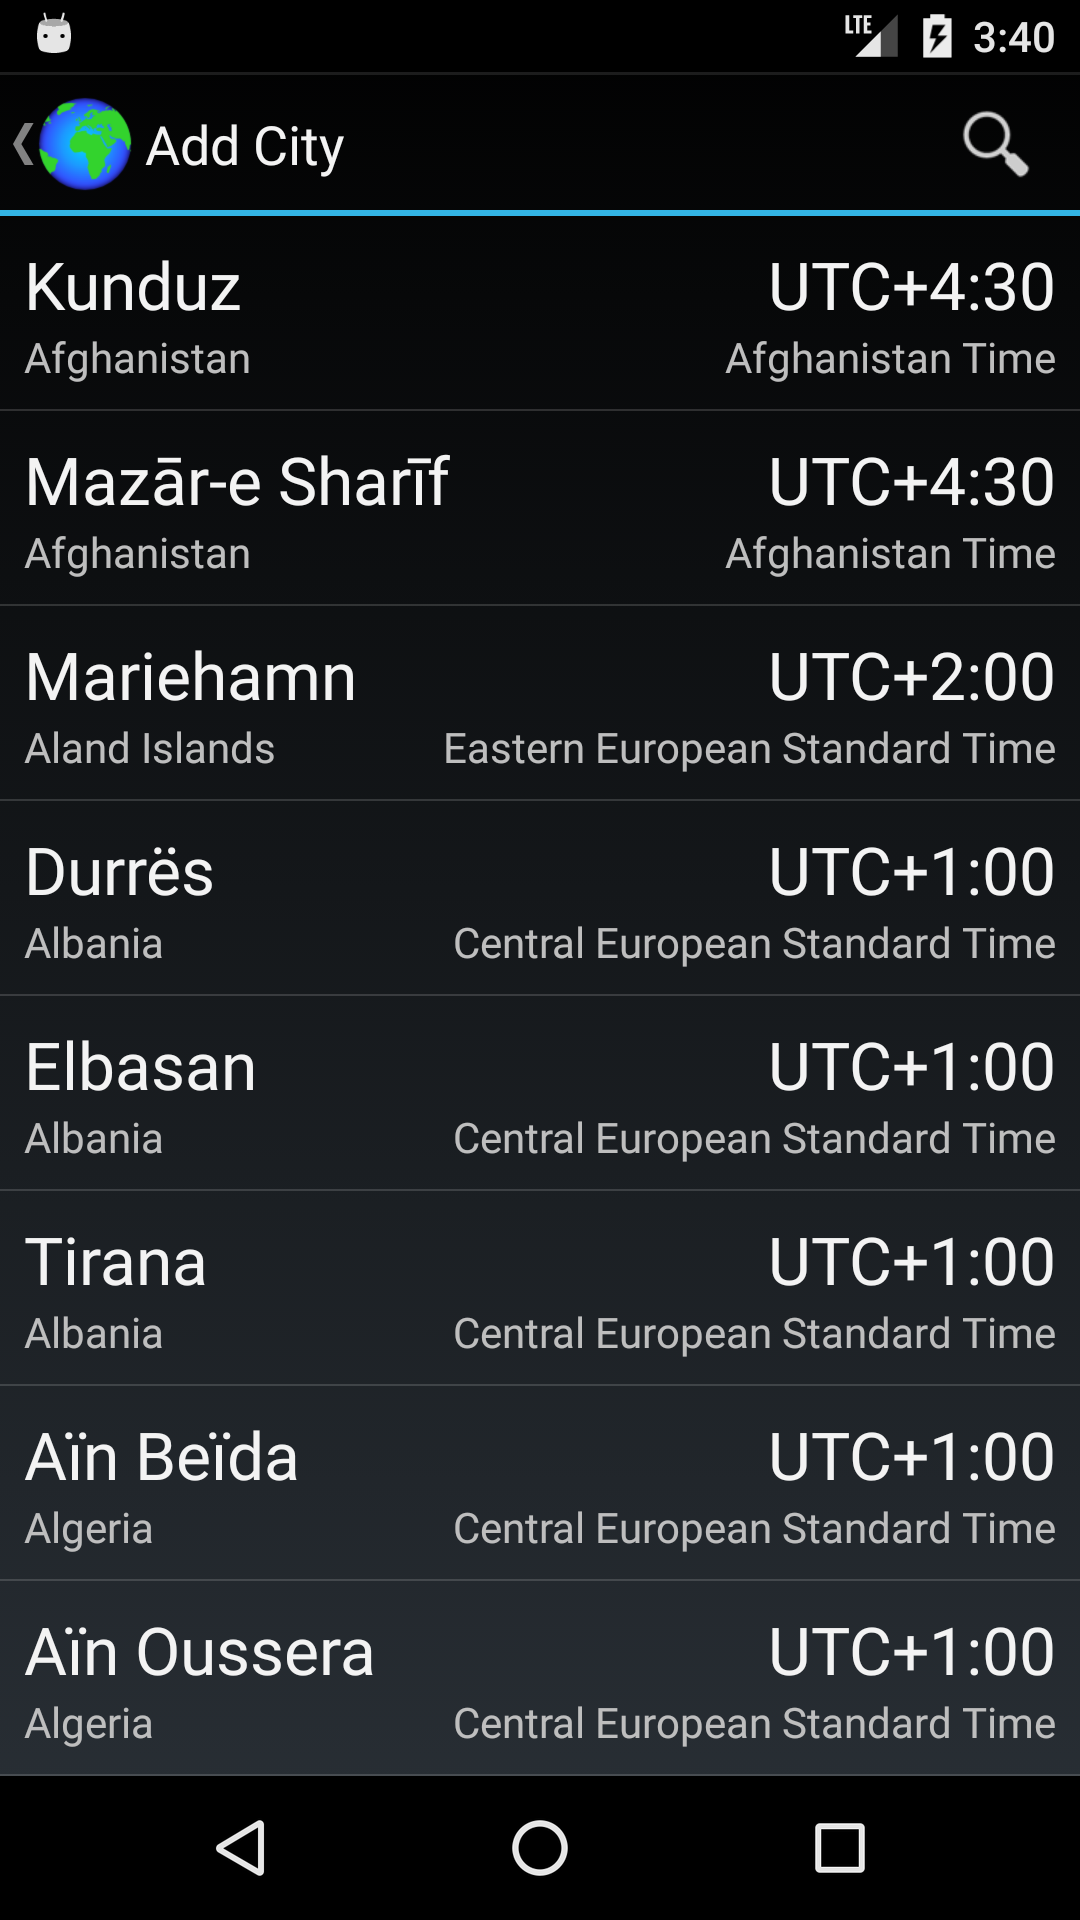 LTE 3:40
Add City
Kunduz UTC+4:30
Afghanistan Afghanistan Time
Mazār-e Sharīf UTC+4:30
Afghanistan Afghanistan Time
Mariehamn UTC+2:00
Aland Islands Eastern European Standard Time
Durrës UTC+1:00
Albania Central European Standard Time
Elbasan UTC+1:00
Albania Central European Standard Time
Tirana UTC+1:00
Albania Central European Standard Time
Aïn Beïda UTC+1:00
Algeria Central European Standard Time
Aïn Oussera UTC+1:00
Algeria Central European Standard Time